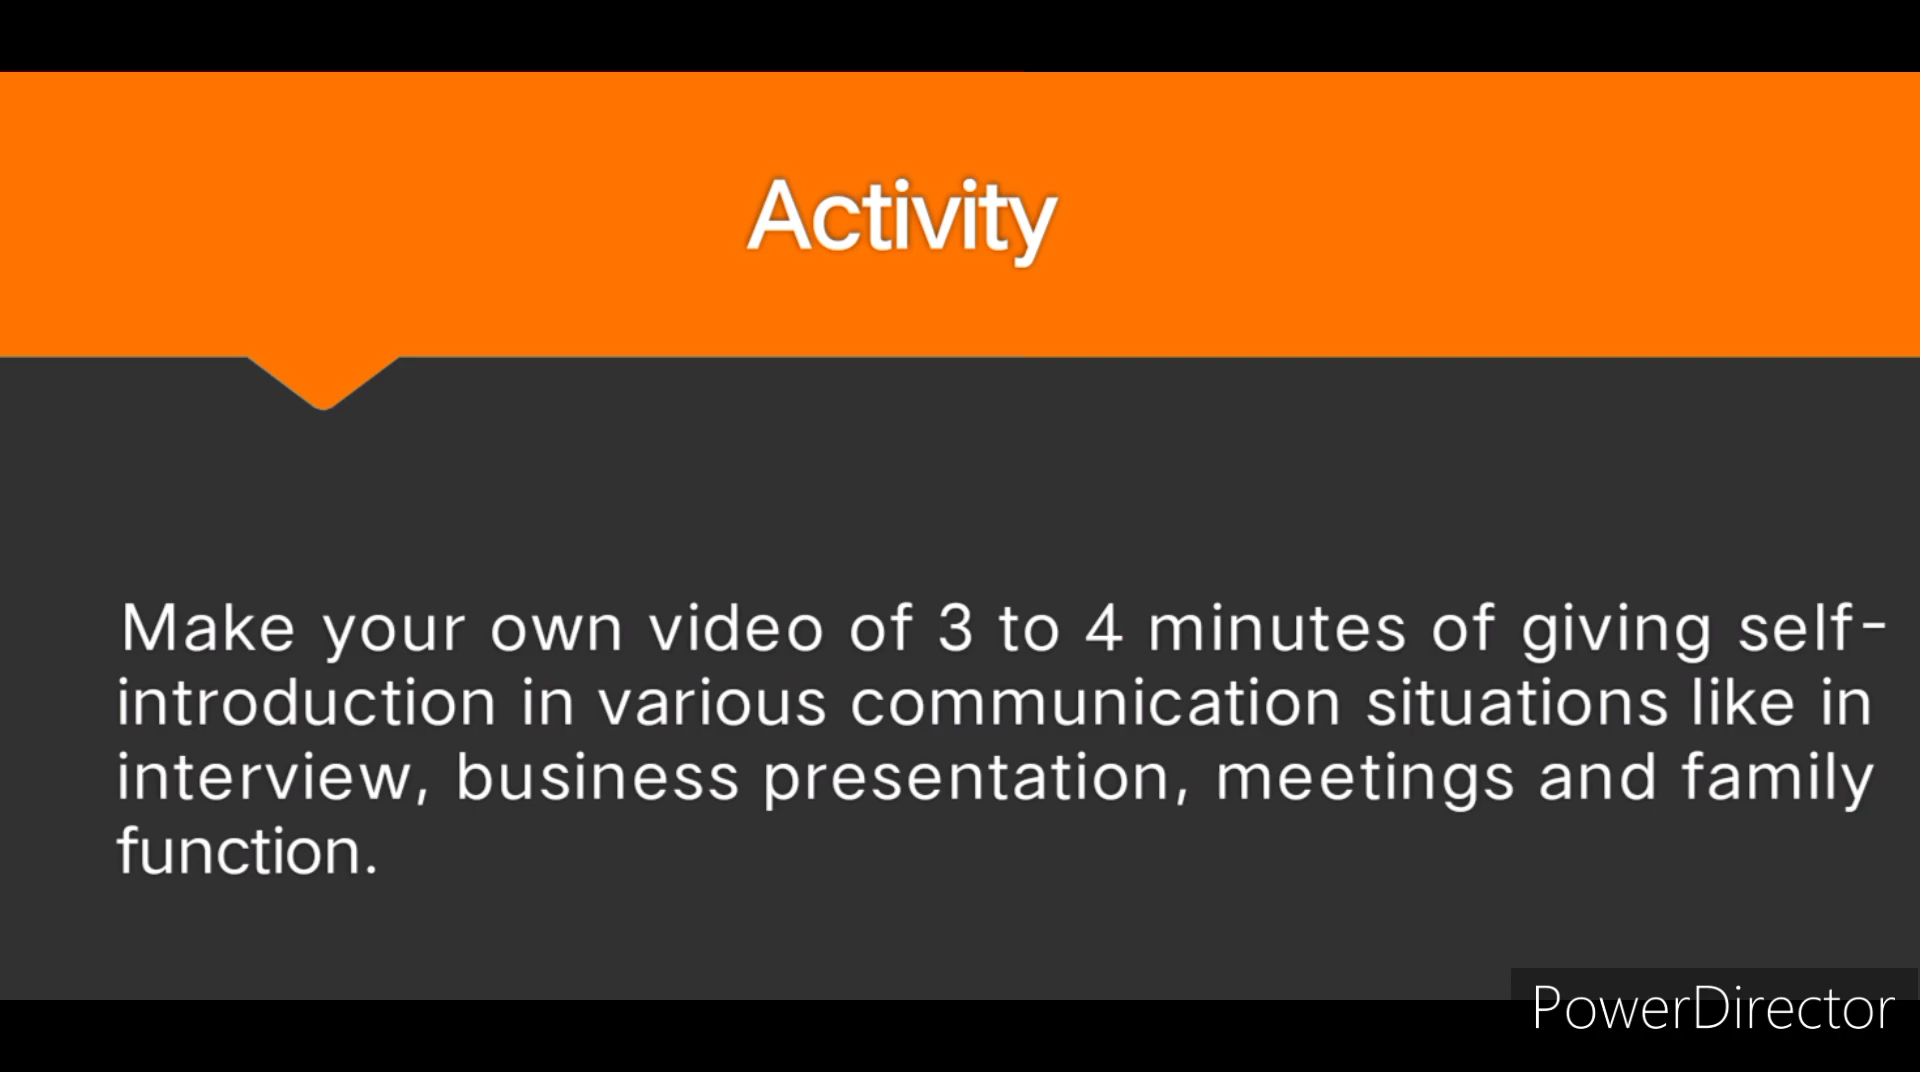 Activity
Make your own video of 3 to 4 minutes of giving self-
introduction in various communication situations like in
interview, business presentation, meetings and family
function.
PowerDirector